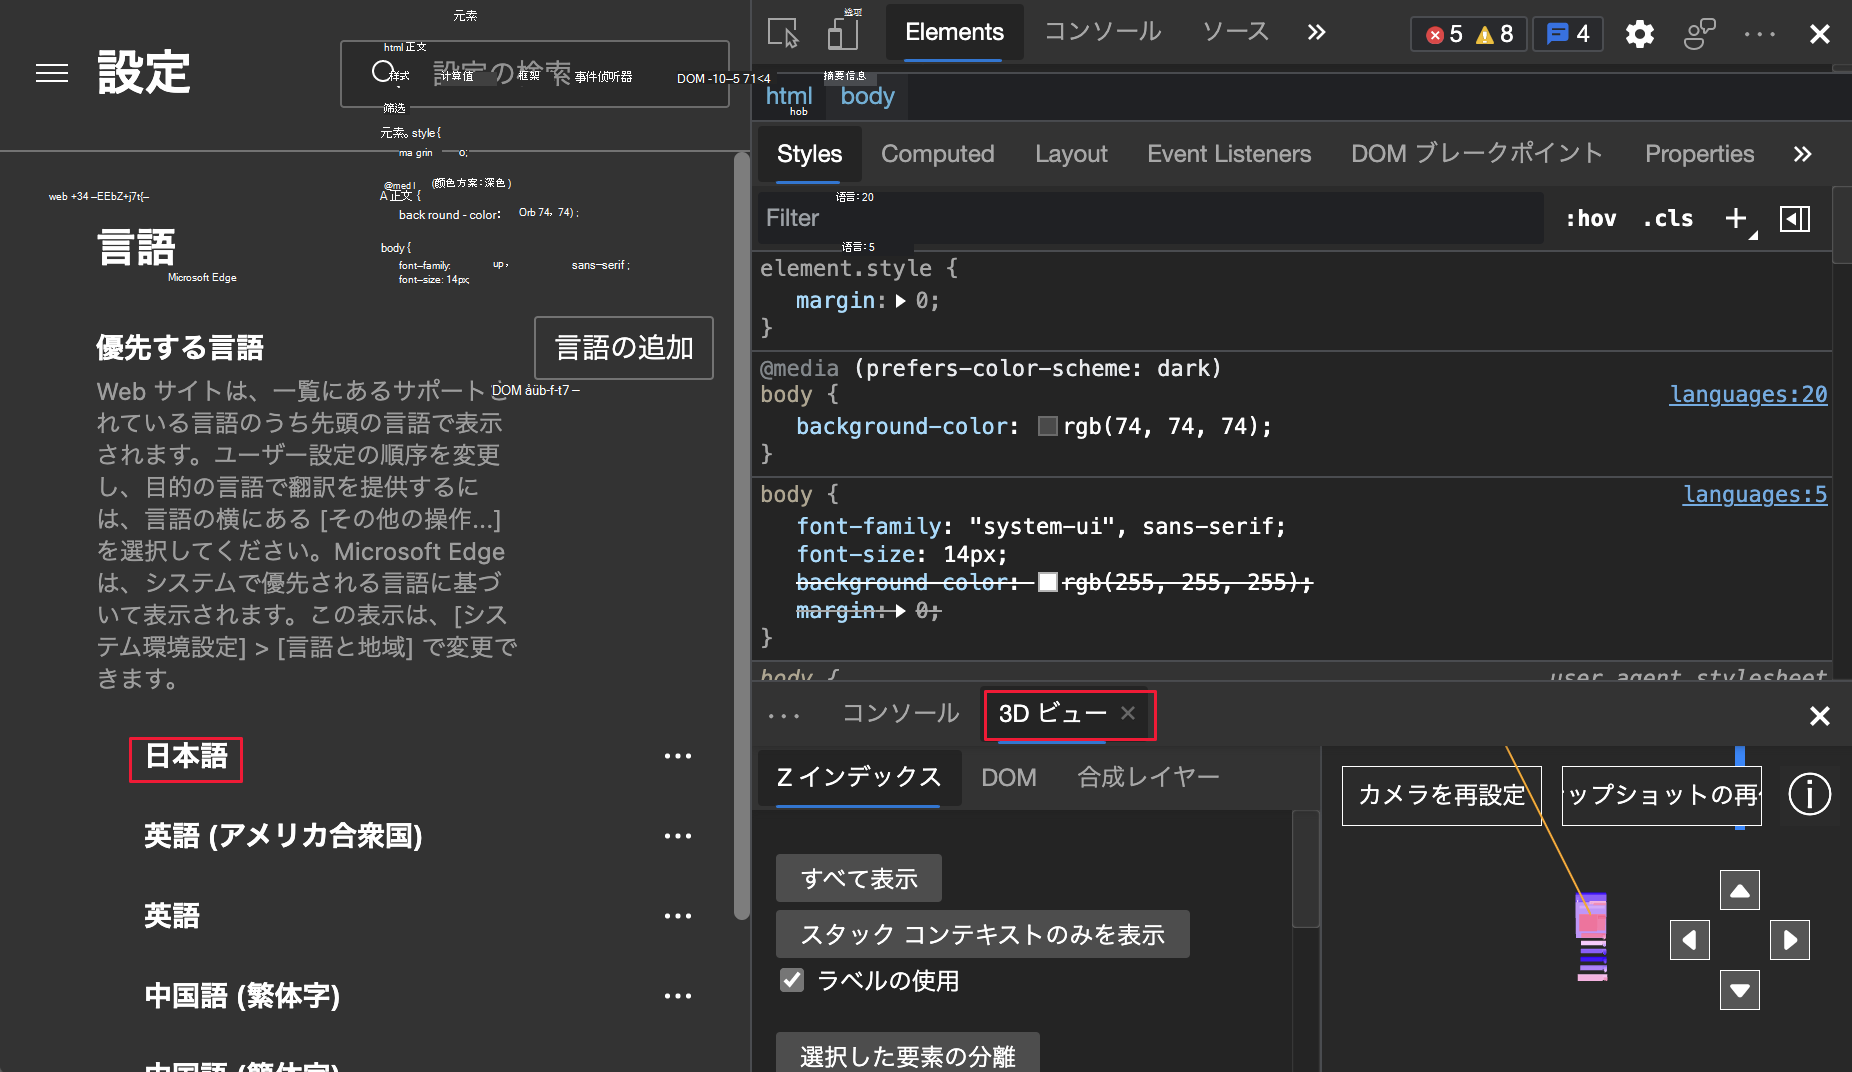 元素
选项
設定
html 正文
設定の検索
样式
计算值
框架
事件侦听器
DOM -10-5 71<4
摘要信息
筛选
元素。style {
ma grin
o;
@med l
(颜色方案：深色)
A 正文 {
back round - color:
Orb 74, 74) ;
body {
font-family:
up ,
sans-serif ;
font-size: 14px;
web +34 -EEbZ+j7t{-
言語
Microsoft Edge
優先する言語
言語の追加
DOM åüb-f-t7 -
Web サイトは、一覧にあるサポートさ
れている言語のうち先頭の言語で表示
されます。ユーザー設定の順序を変更
し、目的の言語で翻訳を提供するに
は、言語の横にある [その他の操作...]
を選択してください。Microsoft Edge
は、システムで優先される言語に基づ
いて表示されます。この表示は、[シス
テム環境設定] > [言語と地域] で変更で
きます。
日本語
英語 (アメリカ合衆国)
英語
中国語 (繁体字)
中国語 (簡体字)
Elements
コンソール
ソース
5
8
4
html
body
hob
Styles
Computed
Layout
Event Listeners
DOM ブレークポイント
Properties
语言：20
Filter
:hov
.cls
语言：5
element.style {
margin: 0;
}
@media (prefers-color-scheme: dark)
body {
languages:20
background-color: rgb(74, 74, 74);
}
body {
languages:5
font-family: "system-ui", sans-serif;
font-size: 14px;
background-color: rgb(255, 255, 255);
margin: 0;
}
body {
user agent stylesheet
コンソール
3D ビュー
Z インデックス
DOM
合成レイヤー
カメラを再設定
ップショットの再
すべて表示
スタック コンテキストのみを表示
ラベルの使用
選択した要素の分離